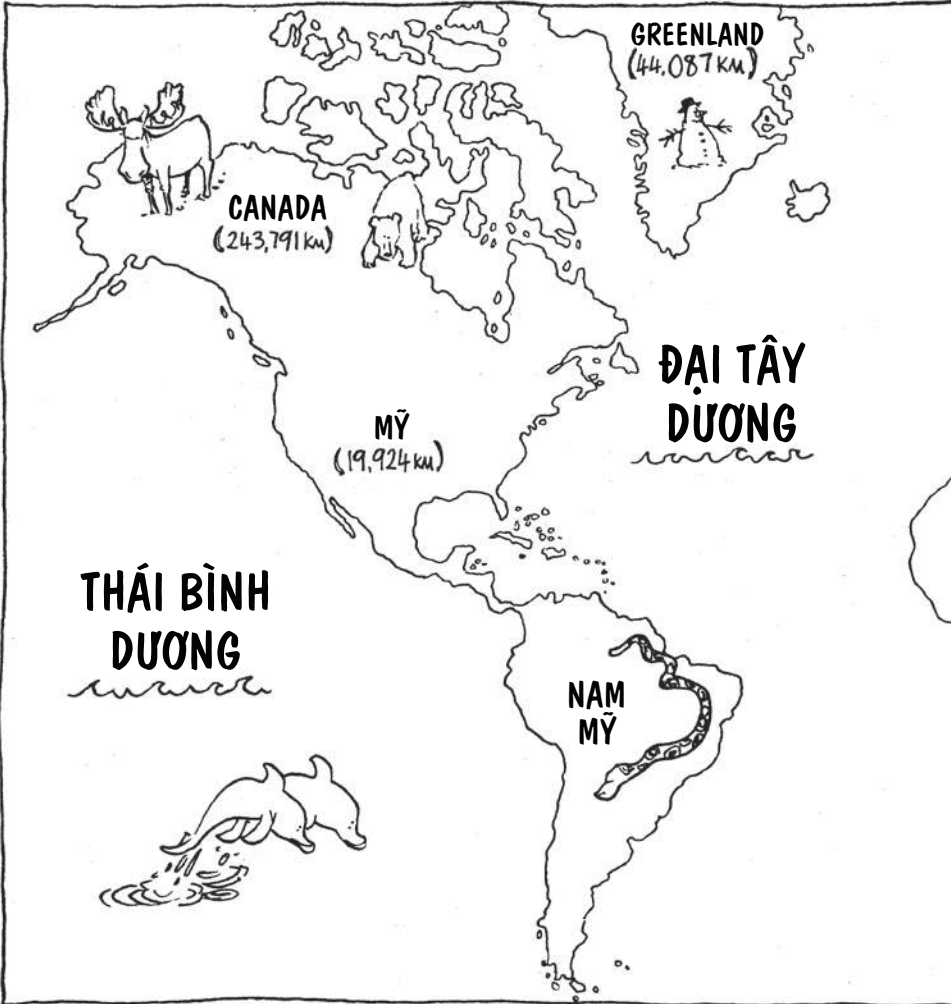 GREENLAND
(44.087 KM)
CANADA
(243,791 KM)
ĐẠI TÂY
DƯƠNG
MỸ
(19,924 KM)
THÁI BÌNH
DƯƠNG
NAM
MỸ